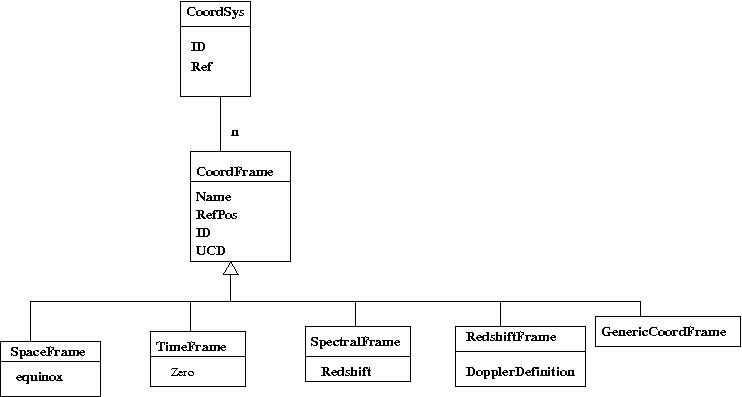 CoordSys
ID
Ref
n
CoordFrame
Name
RefPos
ID
UCD
SpaceFrame
equinox
TimeFrame
Zero
SpectralFrame
Redshift
RedshiftFrame
DopplerDefinition
GenericCoordFrame